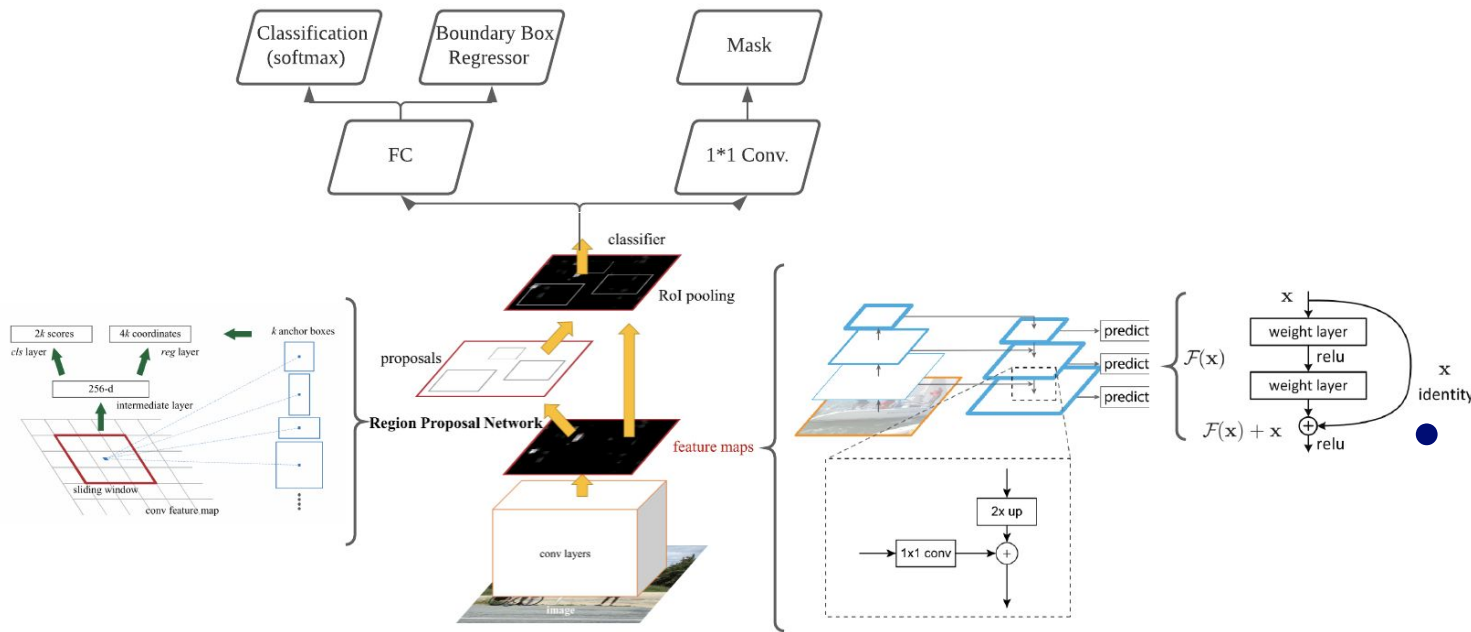 Classification
(softmax)
Boundary Box
Regressor
Mask
FC
1*1 Conv.
classifier
RoI pooling
proposals
Region Proposal Network
feature maps
conv layers
image
2k scores
4k coordinates
k anchor boxes
cls layer
reg layer
256-d
intermediate layer
sliding window
conv feature map
predict
predict
predict
2x up
1x1 conv
+
x
weight layer
F(x)
relu
weight layer
x
identity
F(x) + x
+
relu